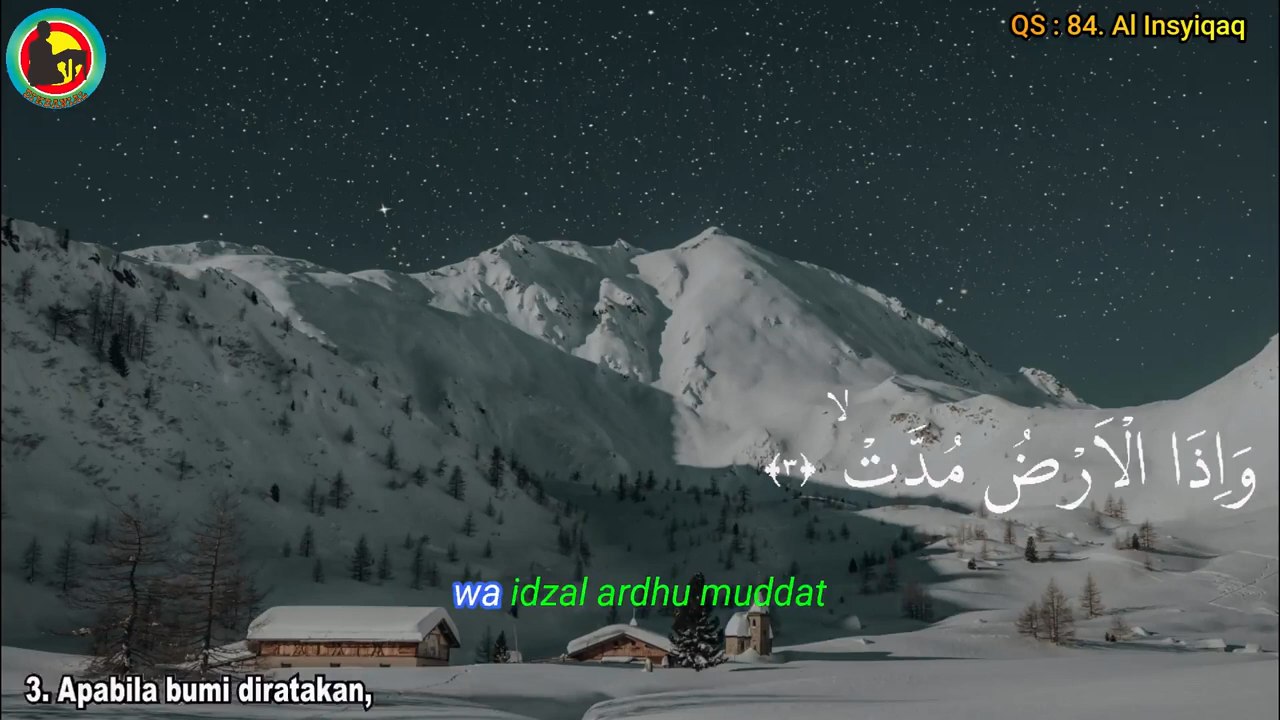 QS : 84. Al Insyiqaq
وَاِذَا الْاَرْضُ مُدَّتْۙ ﴿٣﴾
wa idzal ardhu muddat
3. Apabila bumi diratakan,